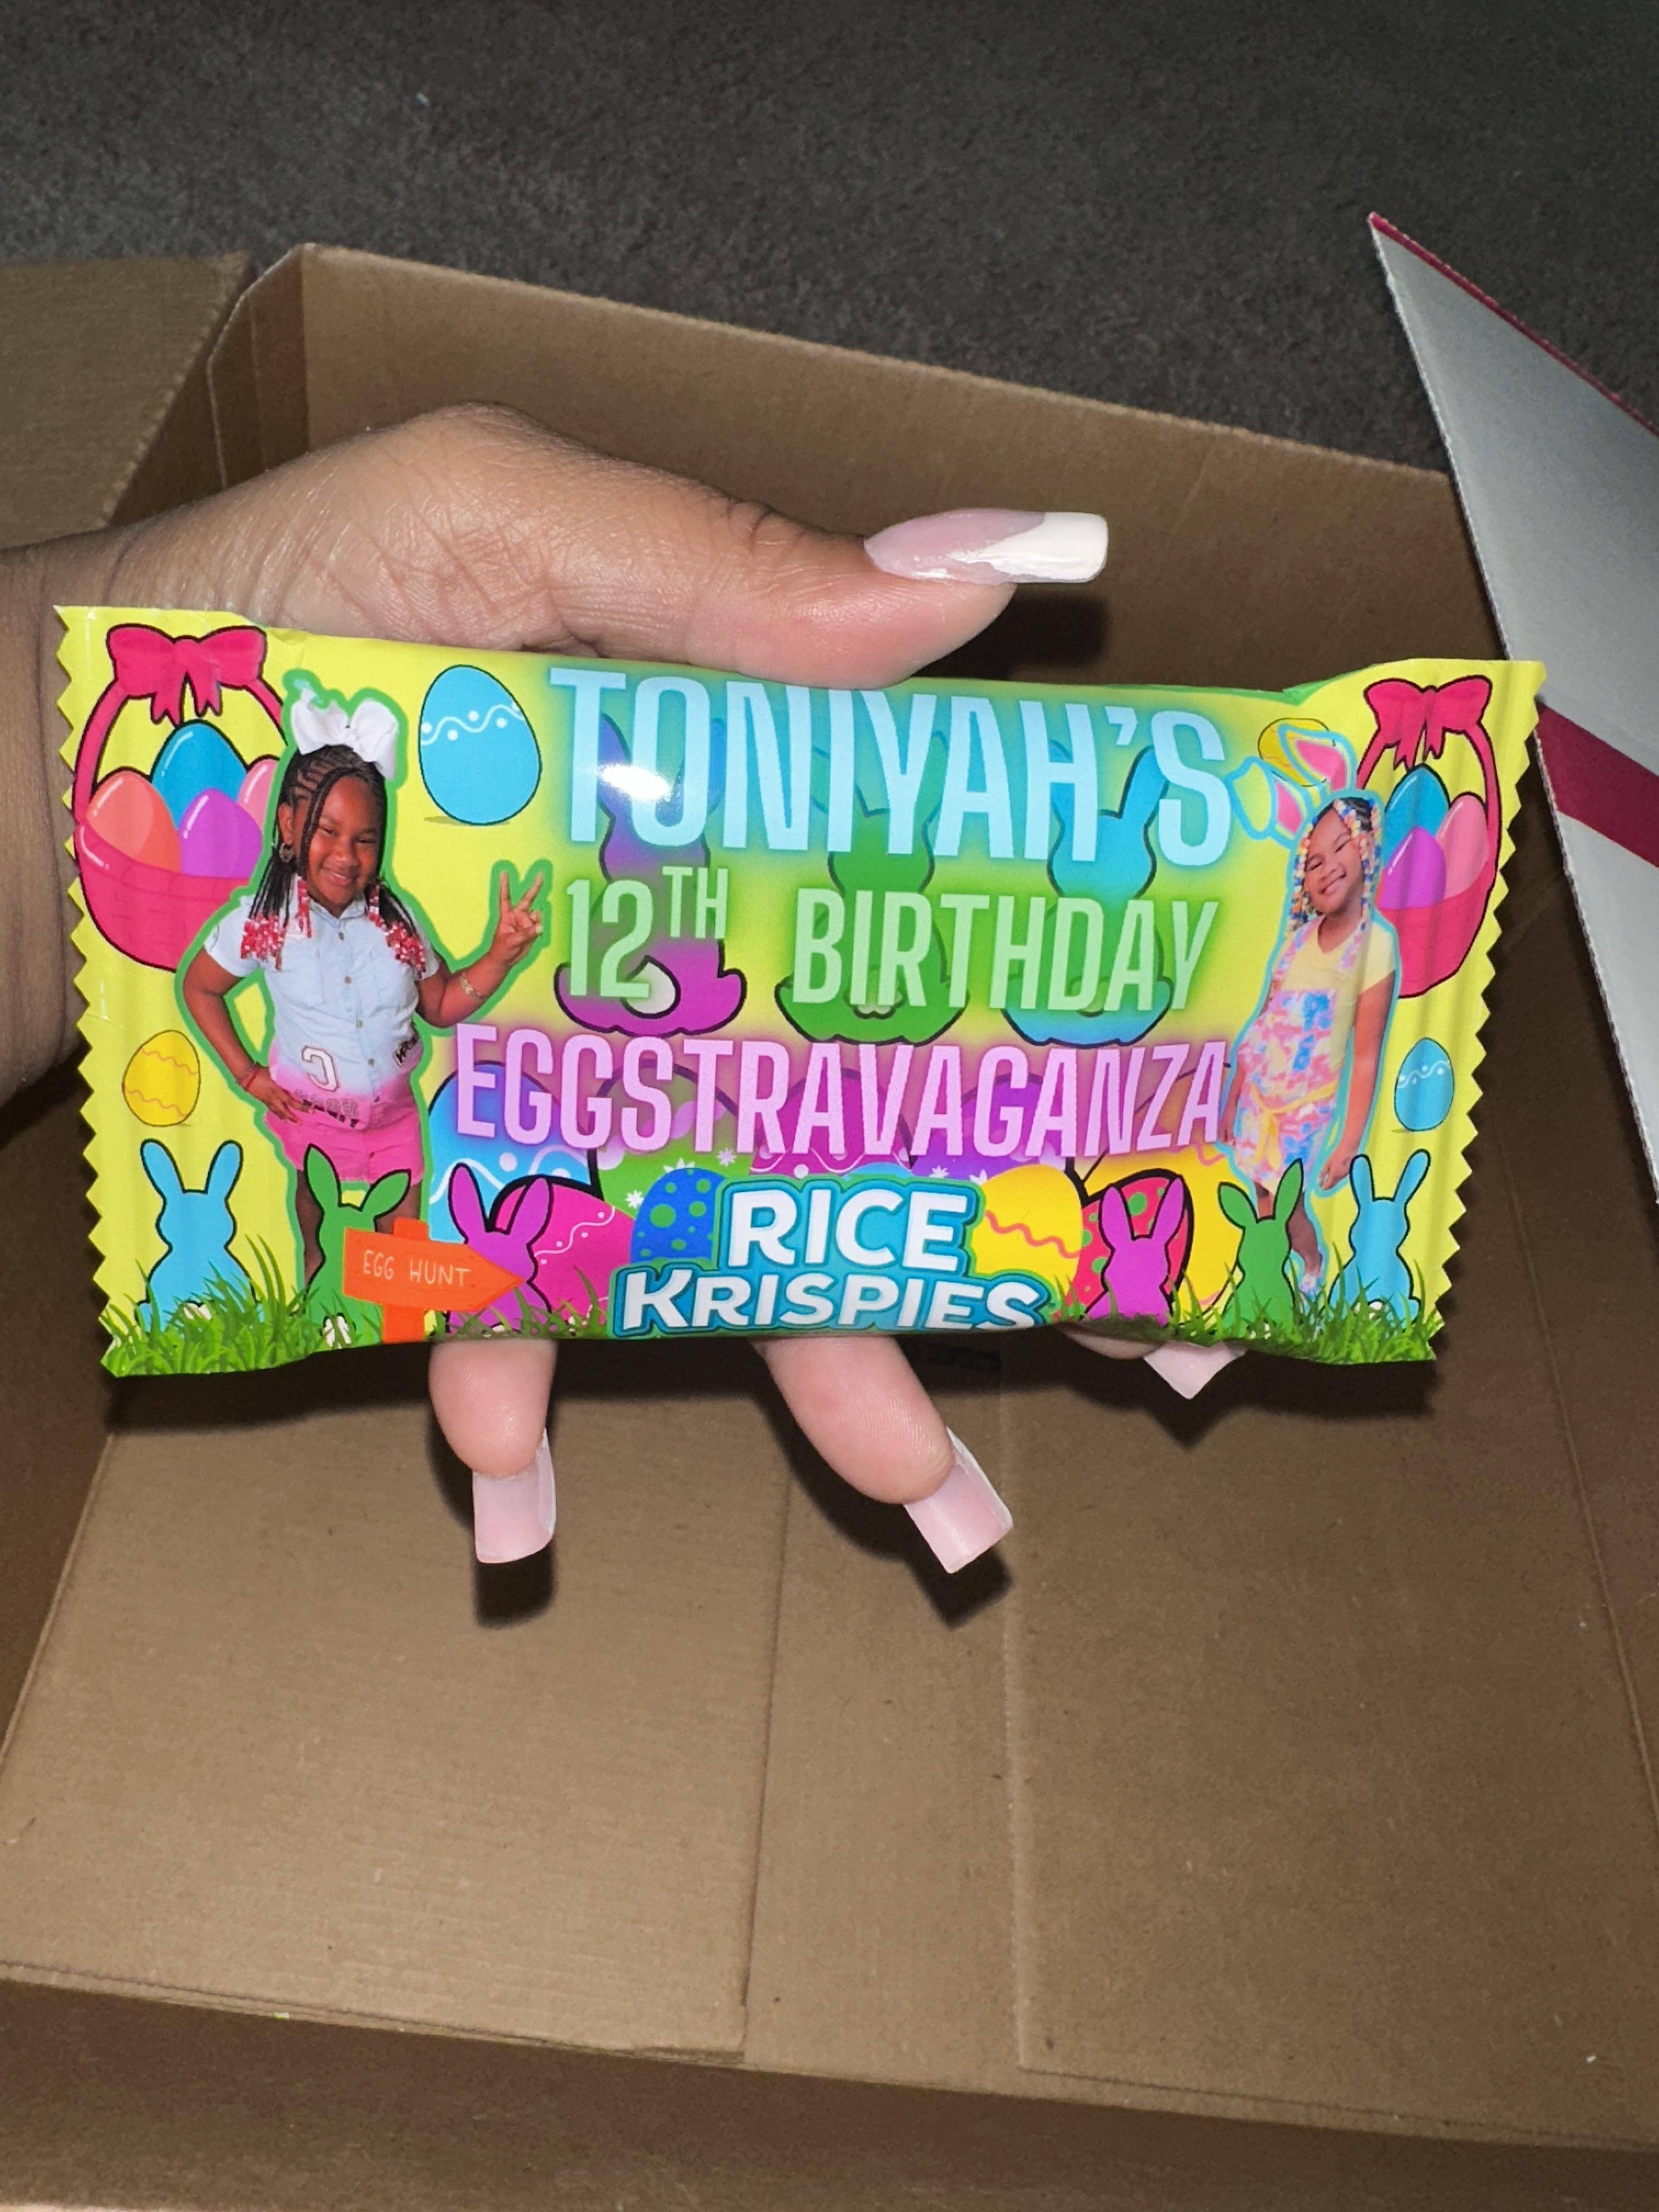 TONIYAH'S
12TH BIRTHDAY
EGGSTRAVAGANZA
RICE
KRISPIES
EGG HUNT